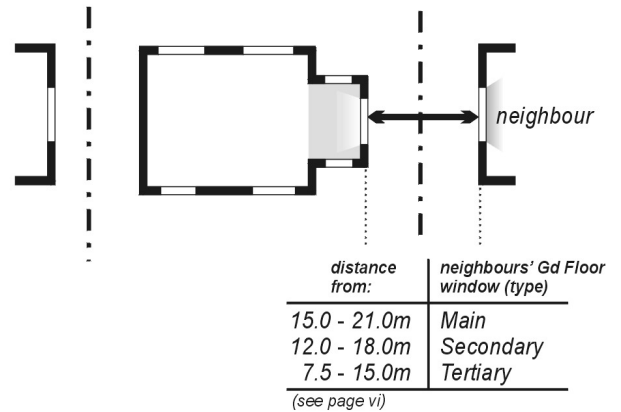 neighbour
distance from:
neighbours' Gd Floor window (type)
15.0 - 21.0m Main
12.0 - 18.0m Secondary
7.5 - 15.0m Tertiary
(see page vi)